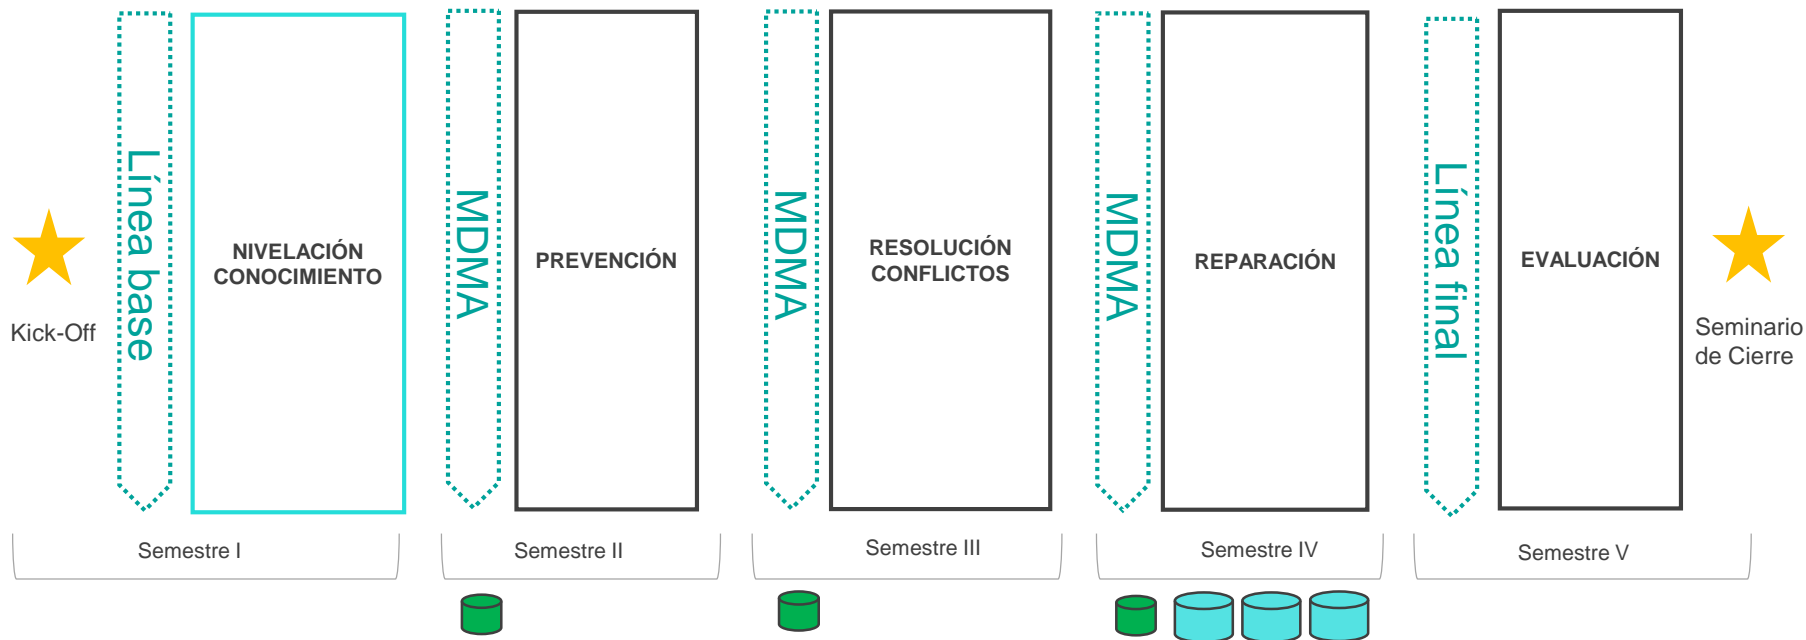 Kick-Off
Línea base
NIVELACIÓN
CONOCIMIENTO
Semestre I
MDMA
PREVENCIÓN
Semestre II
MDMA
RESOLUCIÓN
CONFLICTOS
Semestre III
MDMA
REPARACIÓN
Semestre IV
Línea final
EVALUACIÓN
Semestre V
Seminario
de Cierre